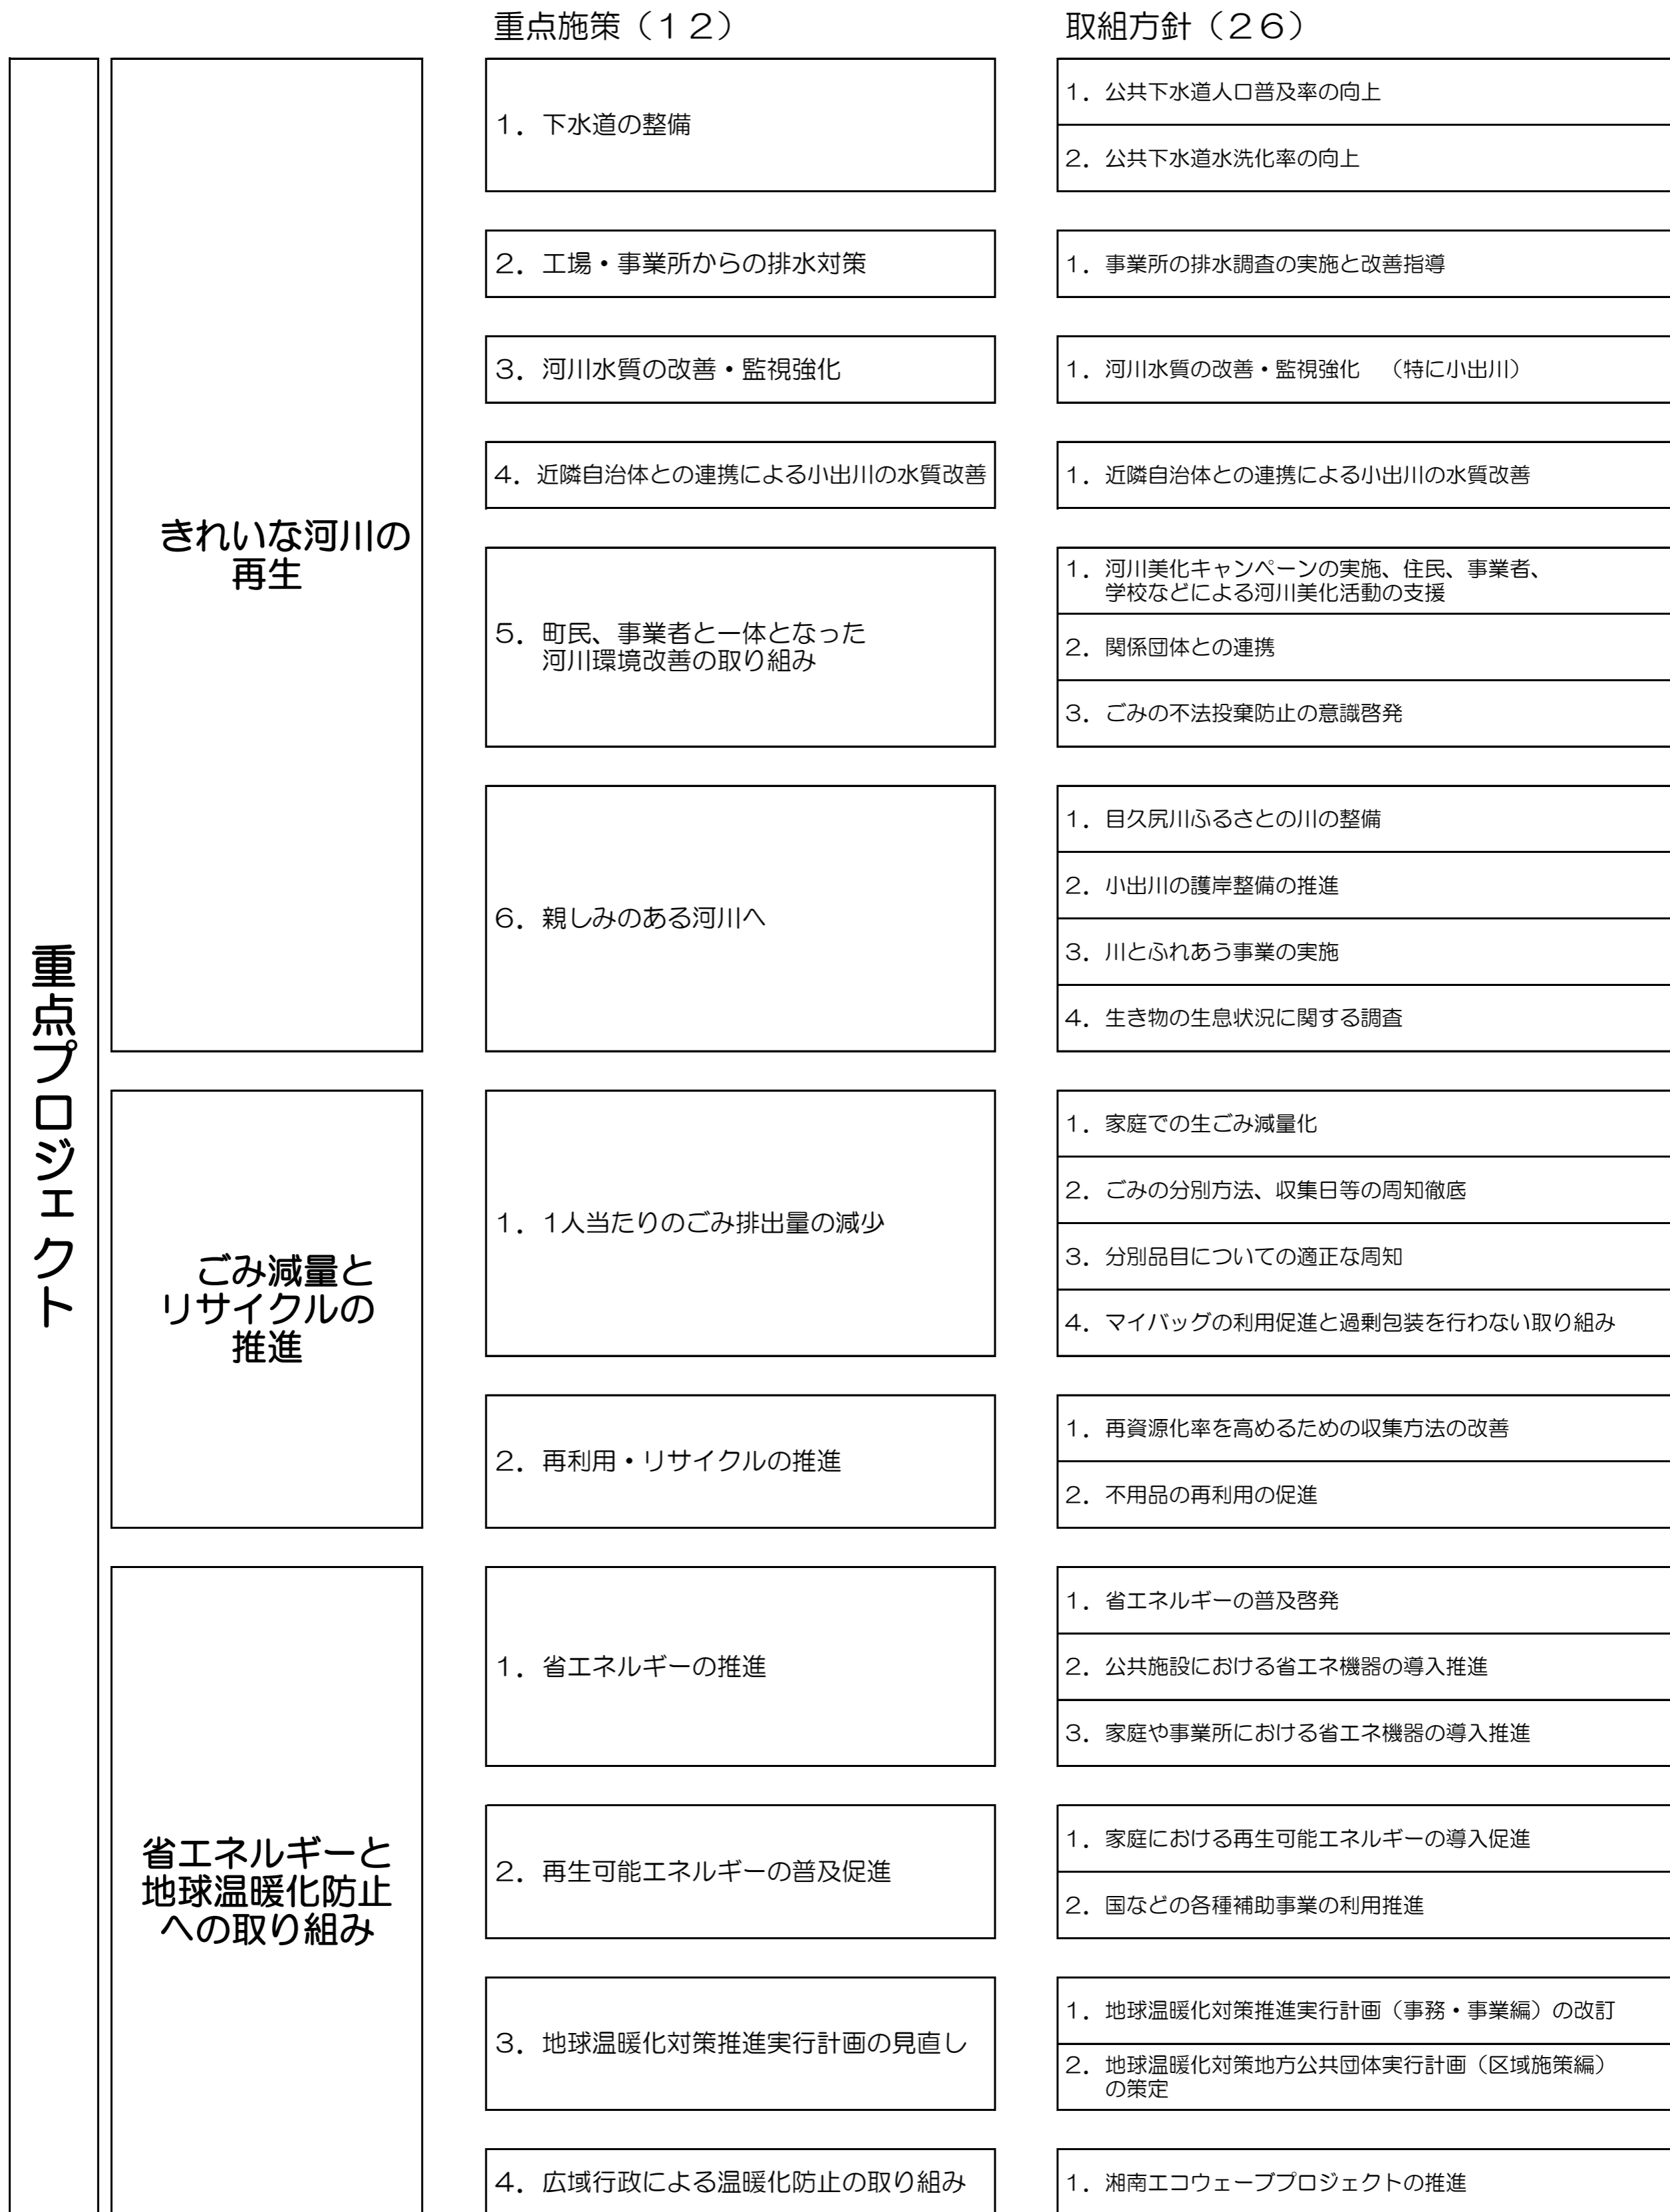 重点施策（１２）
取組方針（２６）
重点プロジェクト
きれいな河川の
再生
１．下水道の整備
１．公共下水道人口普及率の向上
２．公共下水道水洗化率の向上
２．工場・事業所からの排水対策
１．事業所の排水調査の実施と改善指導
３．河川水質の改善・監視強化
１．河川水質の改善・監視強化　（特に小出川）
４．近隣自治体との連携による小出川の水質改善
１．近隣自治体との連携による小出川の水質改善
５．町民、事業者と一体となった
河川環境改善の取り組み
１．河川美化キャンペーンの実施、住民、事業者、
学校などによる河川美化活動の支援
２．関係団体との連携
３．ごみの不法投棄防止の意識啓発
６．親しみのある河川へ
１．目久尻川ふるさとの川の整備
２．小出川の護岸整備の推進
３．川とふれあう事業の実施
４．生き物の生息状況に関する調査
ごみ減量と
リサイクルの
推進
１．1人当たりのごみ排出量の減少
１．家庭での生ごみ減量化
２．ごみの分別方法、収集日等の周知徹底
３．分別品目についての適正な周知
４．マイバッグの利用促進と過剰包装を行わない取り組み
２．再利用・リサイクルの推進
１．再資源化率を高めるための収集方法の改善
２．不用品の再利用の促進
省エネルギーと
地球温暖化防止
への取り組み
１．省エネルギーの推進
１．省エネルギーの普及啓発
２．公共施設における省エネ機器の導入推進
３．家庭や事業所における省エネ機器の導入推進
２．再生可能エネルギーの普及促進
１．家庭における再生可能エネルギーの導入促進
２．国などの各種補助事業の利用推進
３．地球温暖化対策推進実行計画の見直し
１．地球温暖化対策推進実行計画（事務・事業編）の改訂
２．地球温暖化対策地方公共団体実行計画（区域施策編）
の策定
４．広域行政による温暖化防止の取り組み
１．湘南エコウェーブプロジェクトの推進